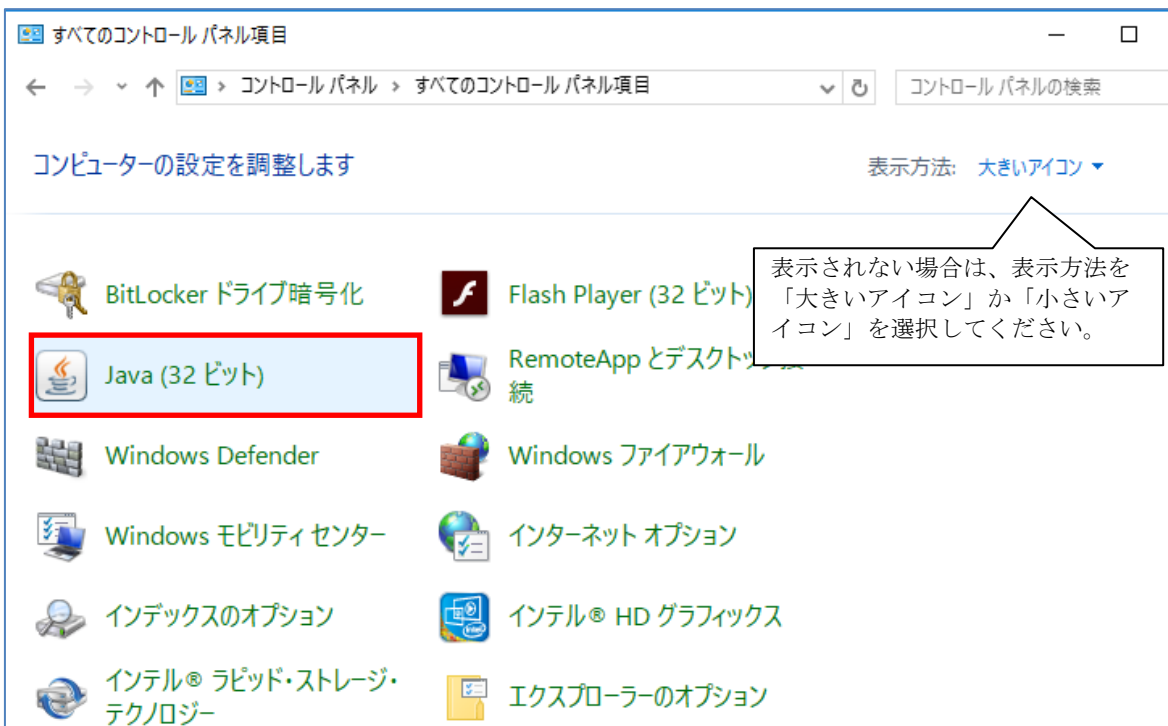 すべてのコントロール パネル項目
コントロール パネル › すべてのコントロール パネル項目
コントロール パネルの検索
コンピューターの設定を調整します
表示方法: 大きいアイコン
表示されない場合は、表示方法を
「大きいアイコン」か「小さいア
イコン」を選択してください。
BitLocker ドライブ暗号化
Flash Player (32 ビット)
Java (32 ビット)
RemoteApp とデスクトップ接
続
Windows Defender
Windows ファイアウォール
Windows モビリティ センター
インターネット オプション
インデックスのオプション
インテル® HD グラフィックス
インテル® ラピッド・ストレージ・
テクノロジー
エクスプローラーのオプション